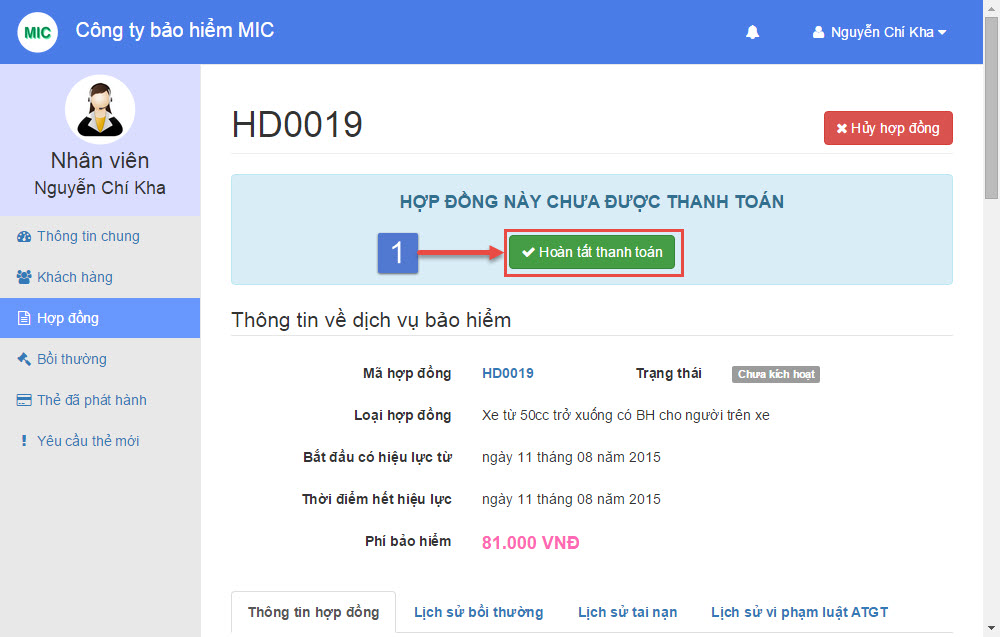 MIC
Công ty bảo hiểm MIC
Nguyễn Chí Kha
Nhân viên
Nguyễn Chí Kha
Thông tin chung
Khách hàng
Hợp đồng
Bồi thường
Thẻ đã phát hành
Yêu cầu thẻ mới
HD0019
Hủy hợp đồng
HỢP ĐỒNG NÀY CHƯA ĐƯỢC THANH TOÁN
1
Hoàn tất thanh toán
Thông tin về dịch vụ bảo hiểm
Mã hợp đồng HD0019 Trạng thái Chưa kích hoạt
Loại hợp đồng Xe từ 50cc trở xuống có BH cho người trên xe
Bắt đầu có hiệu lực từ ngày 11 tháng 08 năm 2015
Thời điểm hết hiệu lực ngày 11 tháng 08 năm 2015
Phí bảo hiểm 81.000 VNĐ
Thông tin hợp đồng Lịch sử bồi thường Lịch sử tai nạn Lịch sử vi phạm luật ATGT